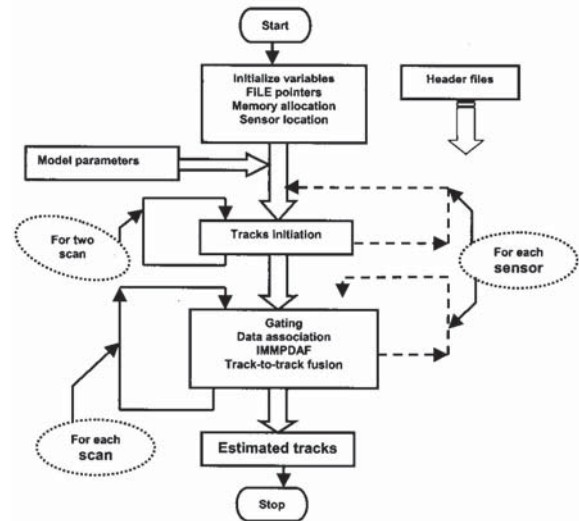 Start
Initialize variables
FILE pointers
Memory allocation
Sensor location
Header files
Model parameters
For two
scan
Tracks initiation
For each
sensor
Gating
Data association
IMMPDAF
Track-to-track fusion
For each
scan
Estimated tracks
Stop